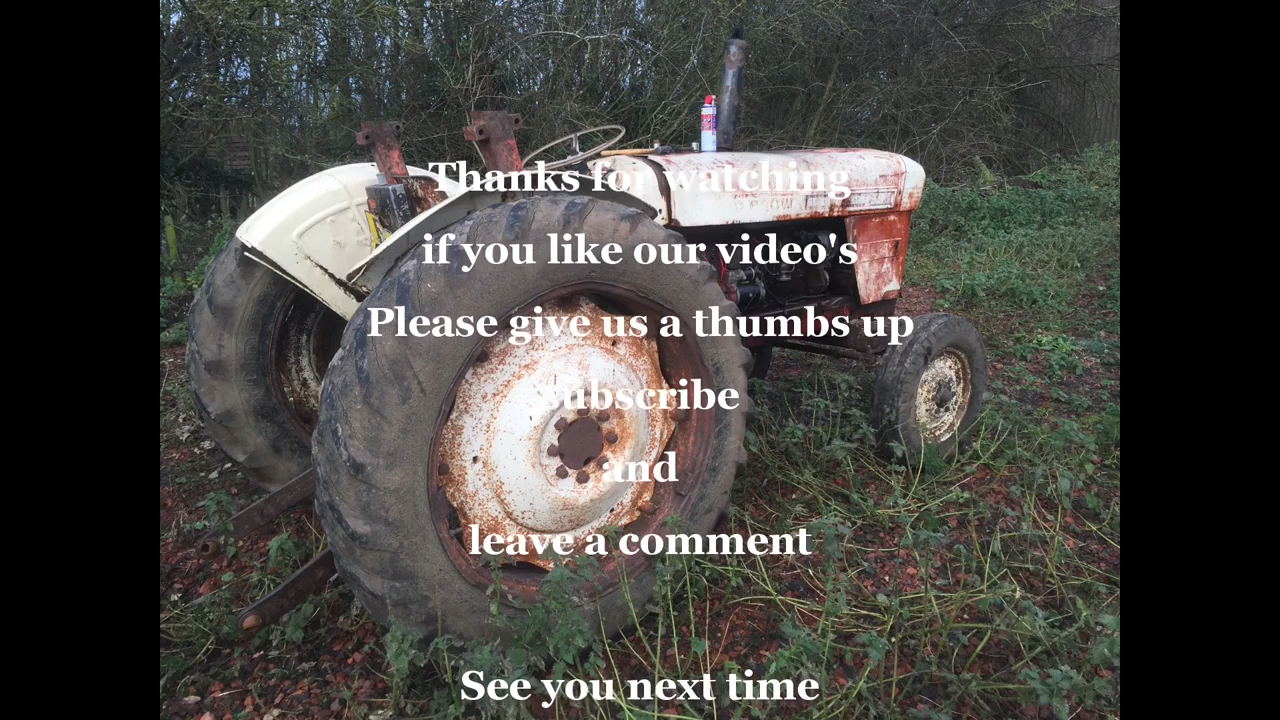 Thanks for watching
if you like our video's
Please give us a thumbs up
subscribe
and
leave a comment
See you next time